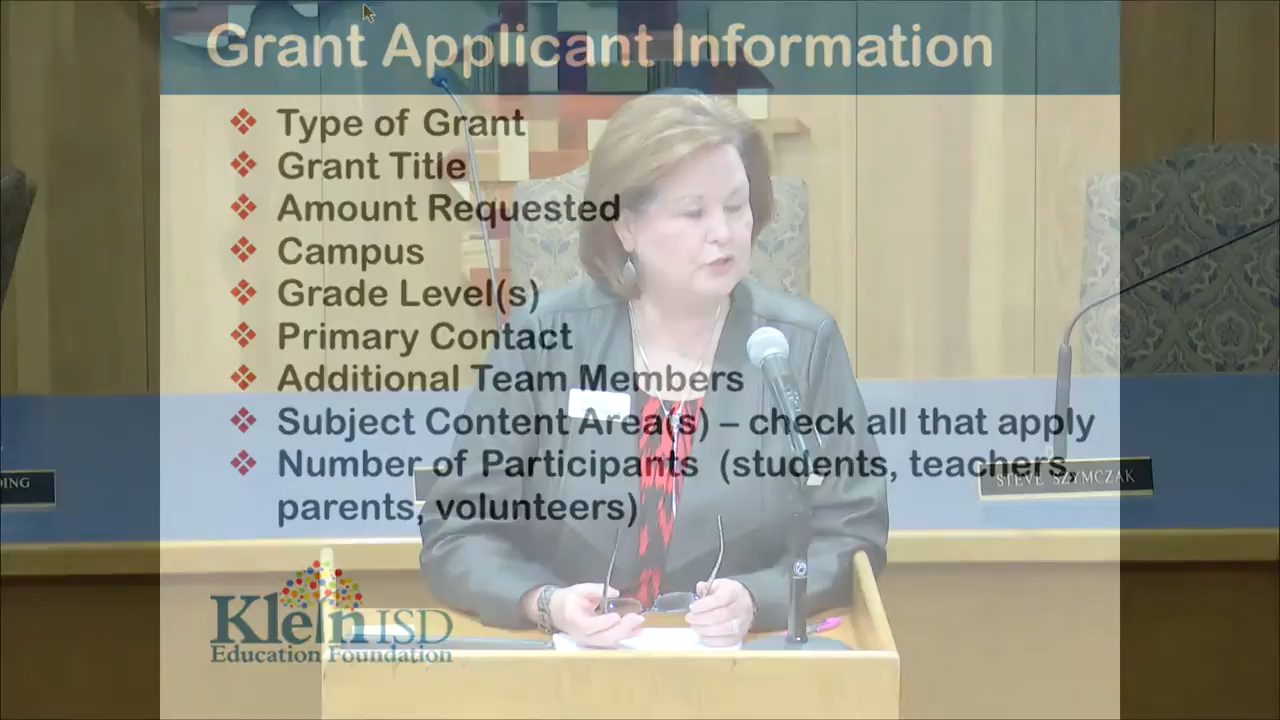 Grant Applicant Information
❖ Type of Grant
❖ Grant Title
❖ Amount Requested
❖ Campus
❖ Grade Level(s)
❖ Primary Contact
❖ Additional Team Members
❖ Subject Content Area(s) – check all that apply
❖ Number of Participants (students, teachers,
parents, volunteers)
DING
STEVE SZYMCZAK
Klein ISD
Education Foundation